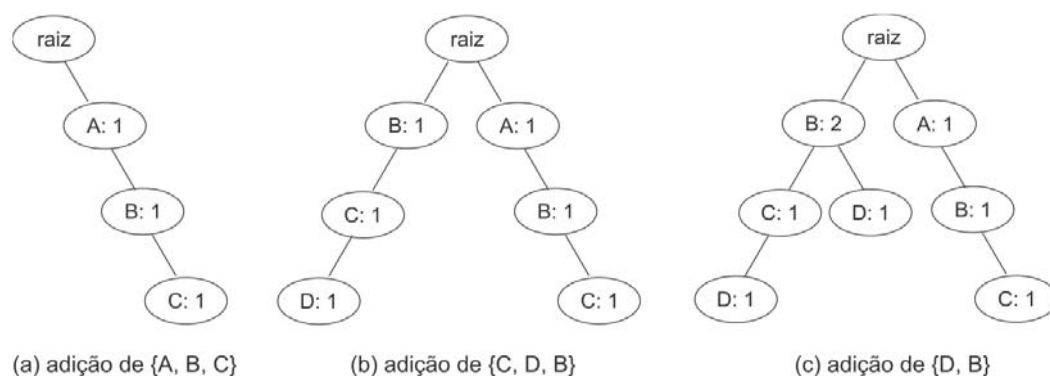 raiz
A: 1
B: 1
C: 1
(a) adição de {A, B, C}
raiz
B: 1 A: 1
C: 1 B: 1
D: 1 C: 1
(b) adição de {C, D, B}
raiz
B: 2 A: 1
C: 1 D: 1 B: 1
D: 1 C: 1
(c) adição de {D, B}